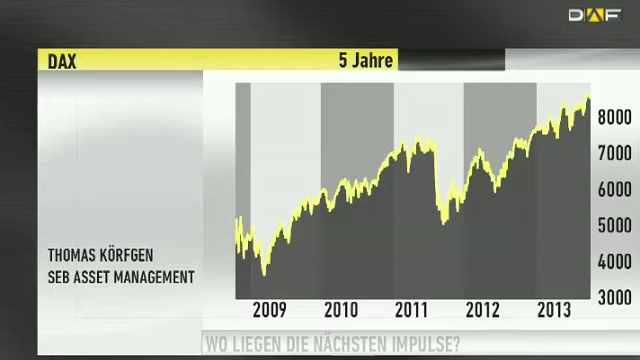 DAF
DAX 5 Jahre
8000
7000
6000
5000
4000
3000
THOMAS KÖRFGEN
SEB ASSET MANAGEMENT
2009 2010 2011 2012 2013
WO LIEGEN DIE NÄCHSTEN IMPULSE?